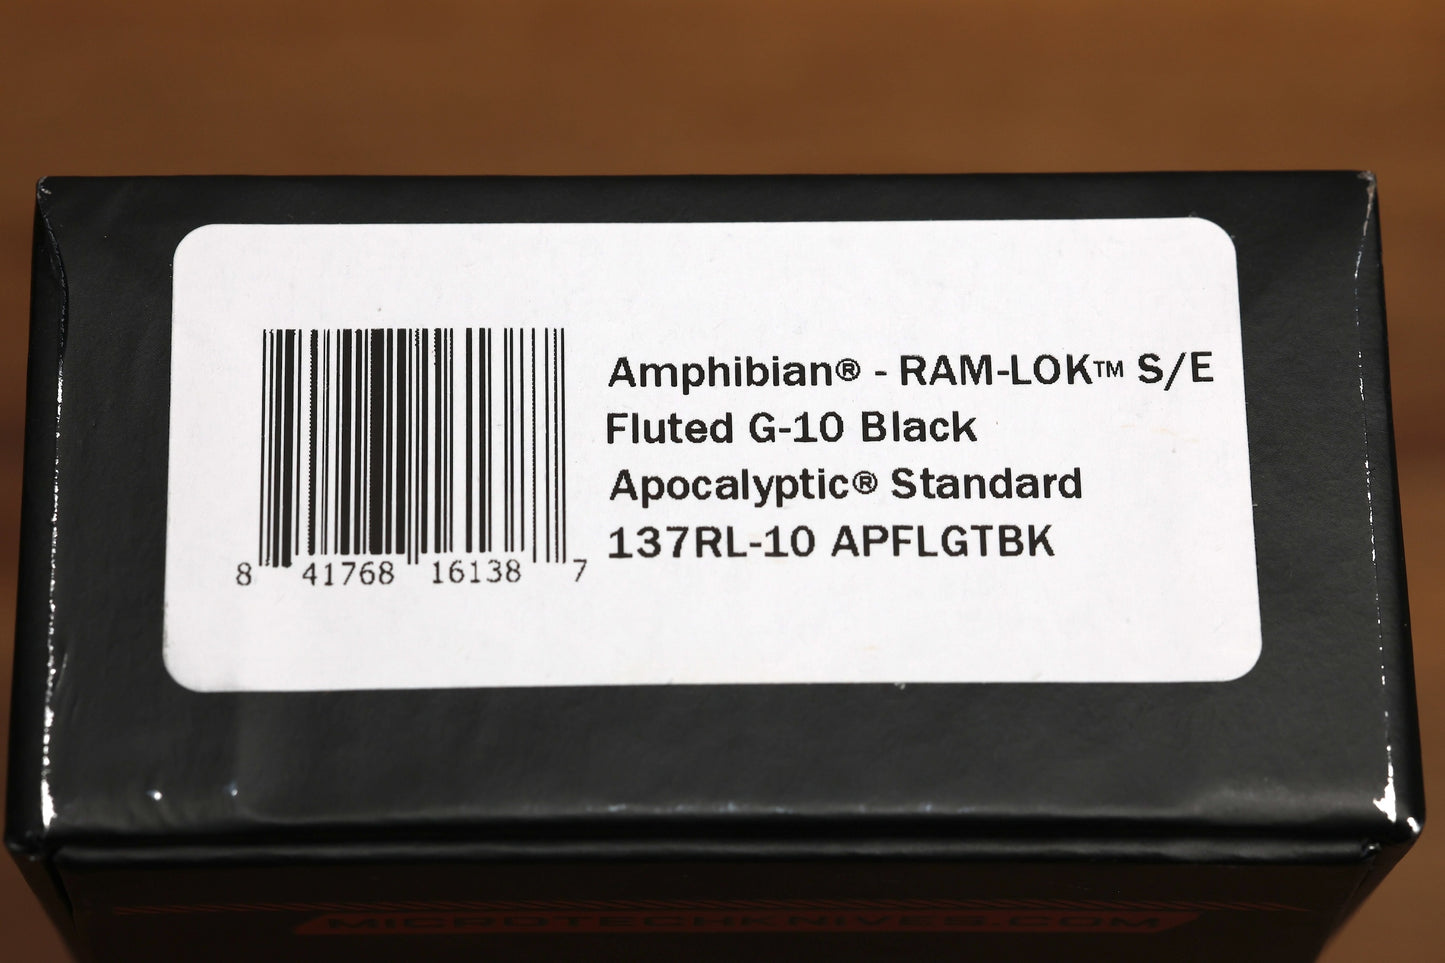 Amphibian® - RAM-LOK™ S/E
Fluted G-10 Black
Apocalyptic® Standard
137RL-10 APFLGTBK
8 41768 16138 7
MICROTECHKNIVES.COM